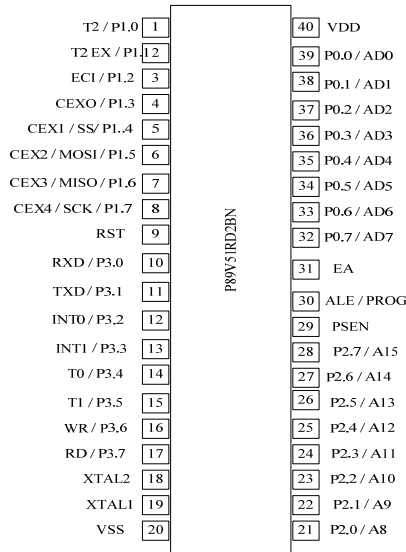 T2 / P1.0 1
T2 EX / P1.1 2
ECI / P1.2 3
CEXO / P1.3 4
CEX1 / SS/ P1..4 5
CEX2 / MOSI / P1.5 6
CEX3 / MISO / P1.6 7
CEX4 / SCK / P1.7 8
RST 9
RXD / P3.0 10
TXD / P3.1 11
INT0 / P3.2 12
INT1 / P3.3 13
T0 / P3.4 14
T1 / P3.5 15
WR / P3.6 16
RD / P3.7 17
XTAL2 18
XTAL1 19
VSS 20
P89V51RD2BN
40 VDD
39 P0.0 / AD0
38 P0.1 / AD1
37 P0.2 / AD2
36 P0.3 / AD3
35 P0.4 / AD4
34 P0.5 / AD5
33 P0.6 / AD6
32 P0.7 / AD7
31 EA
30 ALE / PROG
29 PSEN
28 P2.7 / A15
27 P2.6 / A14
26 P2.5 / A13
25 P2.4 / A12
24 P2.3 / A11
23 P2.2 / A10
22 P2.1 / A9
21 P2.0 / A8